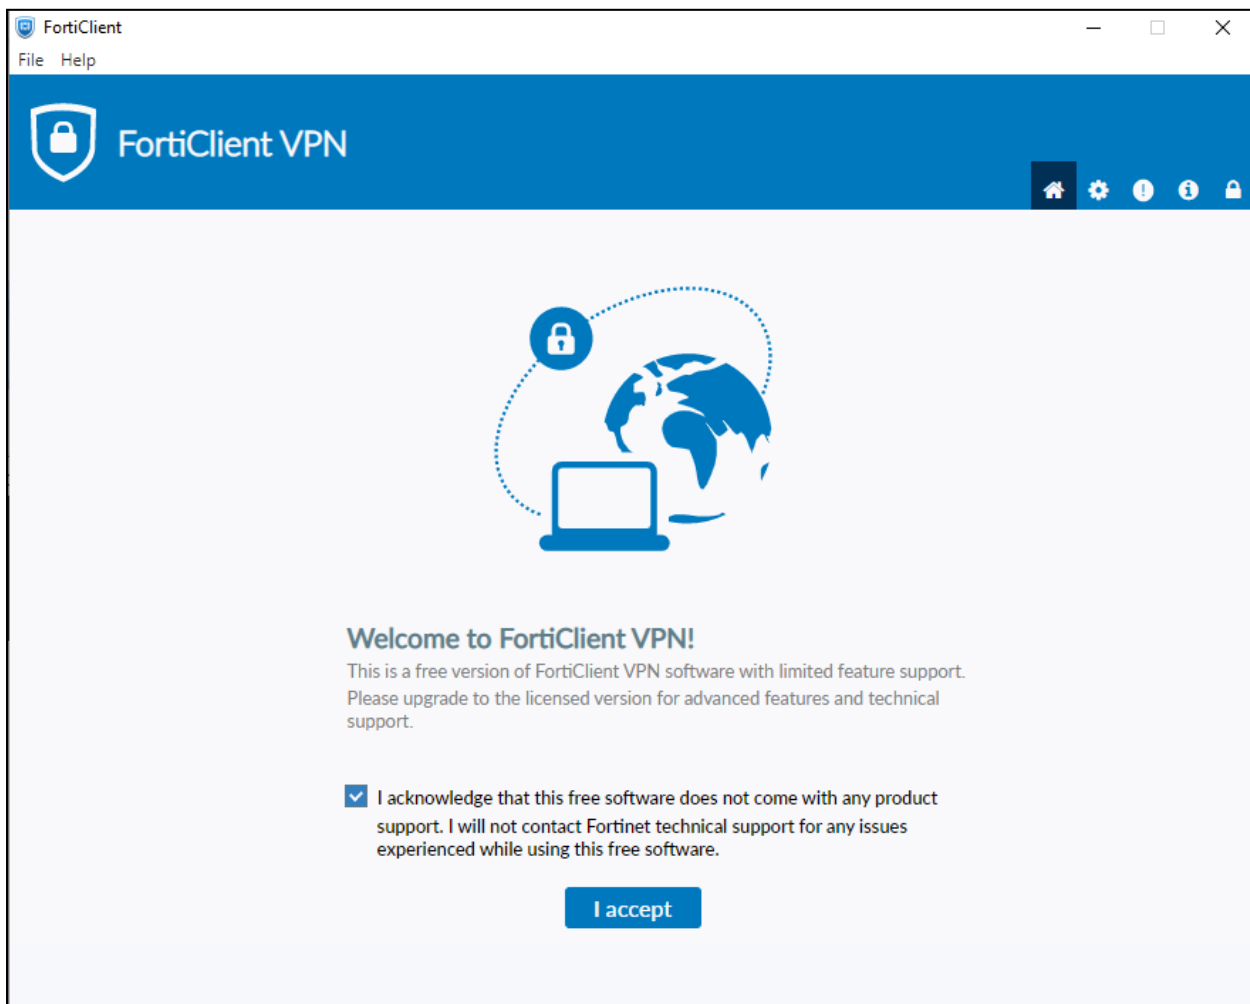 FortiClient
File Help
FortiClient VPN
Welcome to FortiClient VPN!
This is a free version of FortiClient VPN software with limited feature support.
Please upgrade to the licensed version for advanced features and technical
support.
I acknowledge that this free software does not come with any product
support. I will not contact Fortinet technical support for any issues
experienced while using this free software.
I accept